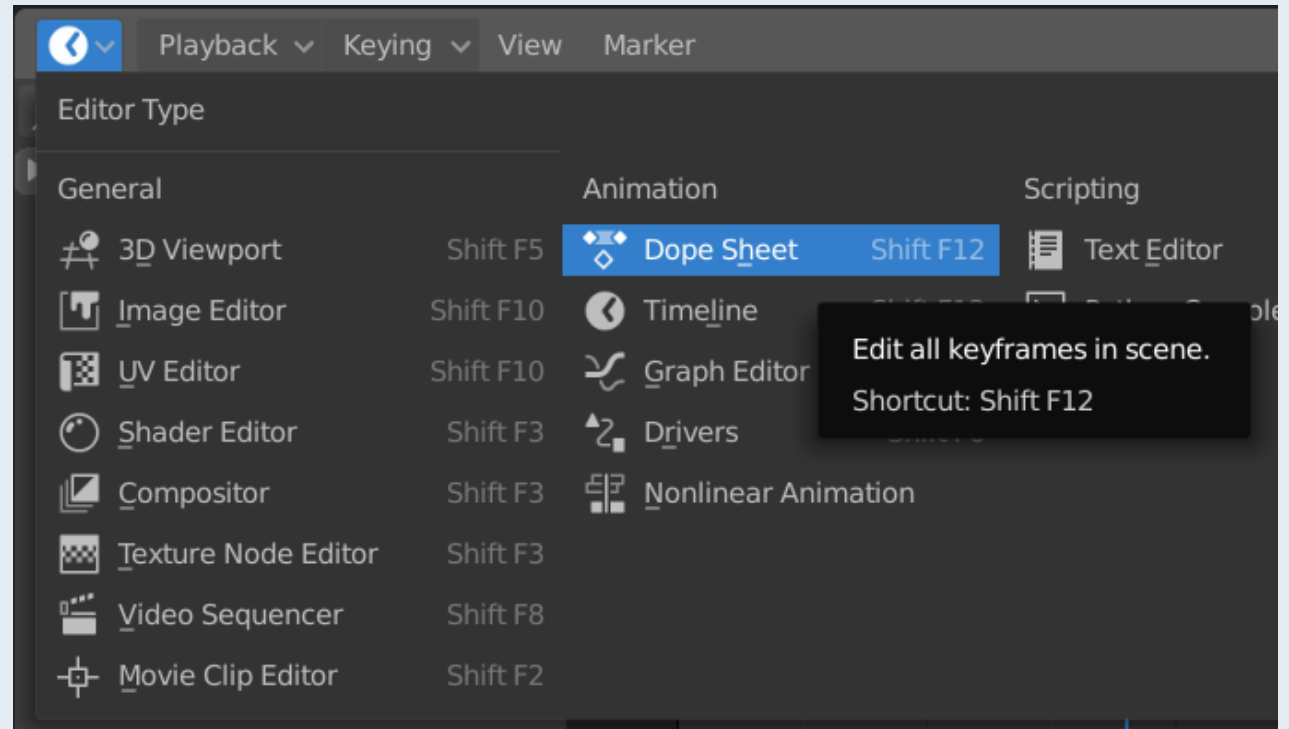 Playback Keying View Marker
Editor Type
General Animation Scripting
3D Viewport Shift F5 Dope Sheet Shift F12 Text Editor
Image Editor Shift F10 Timeline
UV Editor Shift F10 Graph Editor
Edit all keyframes in scene.
Shortcut: Shift F12
Shader Editor Shift F3 Drivers
Compositor Shift F3 Nonlinear Animation
Texture Node Editor Shift F3
Video Sequencer Shift F8
Movie Clip Editor Shift F2